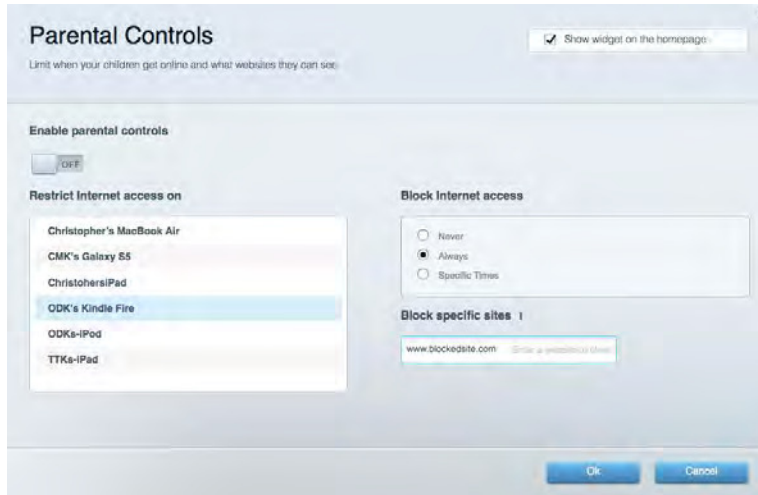 Parental Controls
Show widget on the homepage
Limit when your children get online and what websites they can see.
Enable parental controls
OFF
Restrict Internet access on
Christopher's MacBook Air
CMK's Galaxy S5
ChristohersiPad
ODK's Kindle Fire
ODKs-iPod
TTKs-iPad
Block Internet access
Never
Always
Specific Times
Block specific sites
www.blockedsite.com
Ok
Cancel